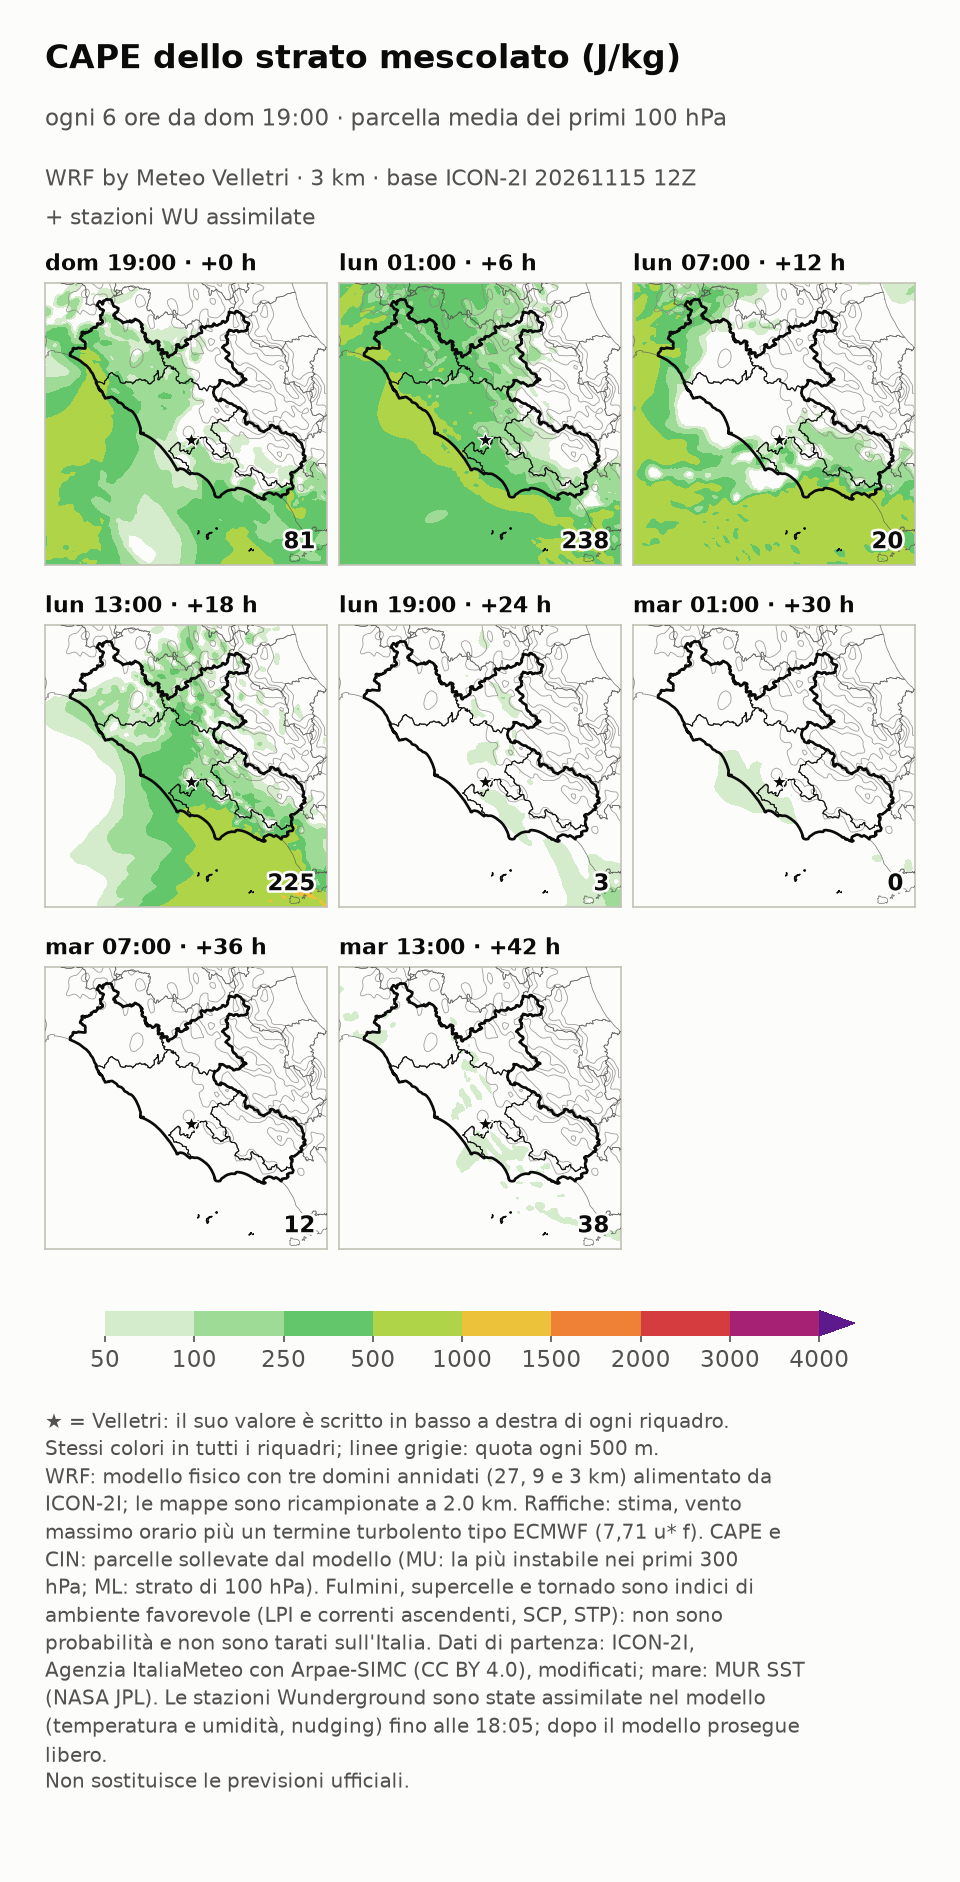 CAPE dello strato mescolato (J/kg)
ogni 6 ore da dom 19:00 · parcella media dei primi 100 hPa
WRF by Meteo Velletri · 3 km · base ICON-2I 20261115 12Z
+ stazioni WU assimilate
dom 19:00 · +0 h
lun 01:00 · +6 h
lun 07:00 · +12 h
81
238
20
lun 13:00 · +18 h
lun 19:00 · +24 h
mar 01:00 · +30 h
225
3
0
mar 07:00 · +36 h
mar 13:00 · +42 h
12
38
50 100 250 500 1000 1500 2000 3000 4000
★ = Velletri: il suo valore è scritto in basso a destra di ogni riquadro.
Stessi colori in tutti i riquadri; linee grigie: quota ogni 500 m.
WRF: modello fisico con tre domini annidati (27, 9 e 3 km) alimentato da
ICON-2I; le mappe sono ricampionate a 2.0 km. Raffiche: stima, vento
massimo orario più un termine turbolento tipo ECMWF (7,71 u* f). CAPE e
CIN: parcelle sollevate dal modello (MU: la più instabile nei primi 300
hPa; ML: strato di 100 hPa). Fulmini, supercelle e tornado sono indici di
ambiente favorevole (LPI e correnti ascendenti, SCP, STP): non sono
probabilità e non sono tarati sull'Italia. Dati di partenza: ICON-2I,
Agenzia ItaliaMeteo con Arpae-SIMC (CC BY 4.0), modificati; mare: MUR SST
(NASA JPL). Le stazioni Wunderground sono state assimilate nel modello
(temperatura e umidità, nudging) fino alle 18:05; dopo il modello prosegue
libero.
Non sostituisce le previsioni ufficiali.